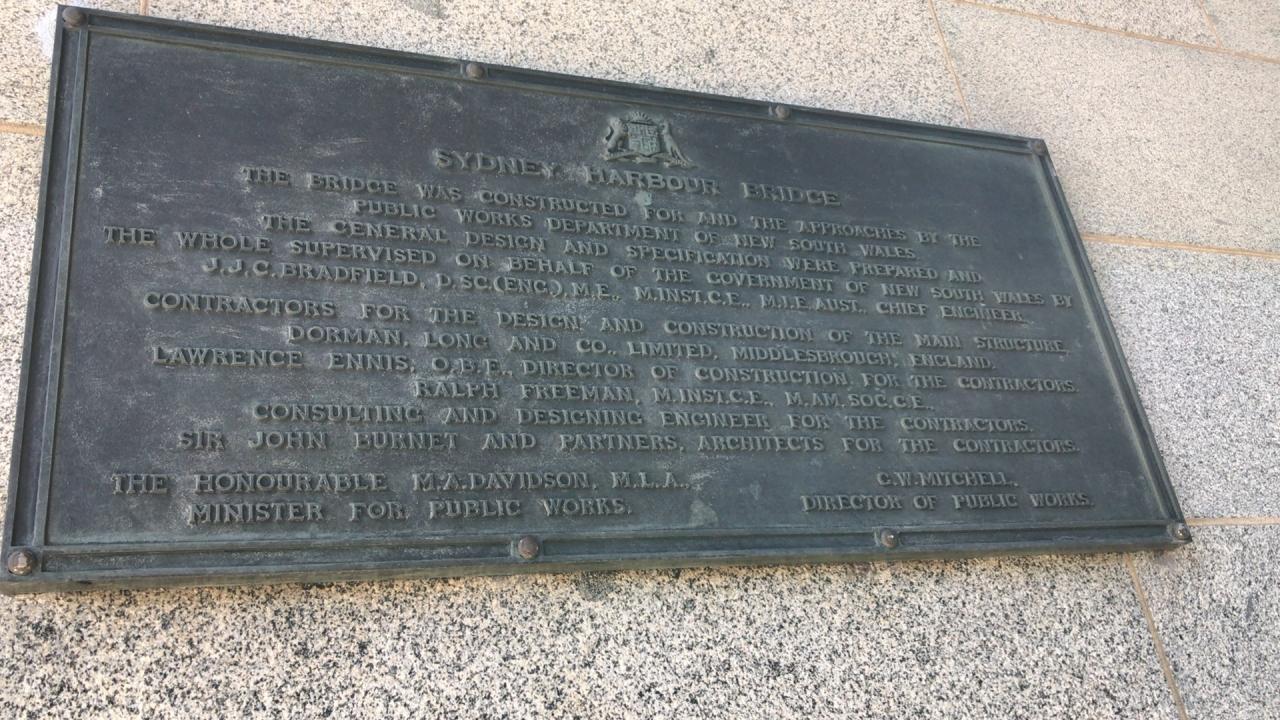 SYDNEY HARBOUR BRIDGE
THE BRIDGE WAS CONSTRUCTED FOR AND THE APPROACHES BY THE
PUBLIC WORKS DEPARTMENT OF NEW SOUTH WALES.
THE GENERAL DESIGN AND SPECIFICATION WERE PREPARED AND
THE WHOLE SUPERVISED ON BEHALF OF THE GOVERNMENT OF NEW SOUTH WALES BY
J.J.C. BRADFIELD, D.SC.(ENG.), M.E., M.INST.C.E., M.I.E.AUST., CHIEF ENGINEER.
CONTRACTORS FOR THE DESIGN AND CONSTRUCTION OF THE MAIN STRUCTURE,
DORMAN, LONG AND CO., LIMITED, MIDDLESBROUGH, ENGLAND.
LAWRENCE ENNIS, O.B.E., DIRECTOR OF CONSTRUCTION FOR THE CONTRACTORS.
RALPH FREEMAN, M.INST.C.E., M.AM.SOC.C.E.,
CONSULTING AND DESIGNING ENGINEER FOR THE CONTRACTORS.
SIR JOHN BURNET AND PARTNERS, ARCHITECTS FOR THE CONTRACTORS.
THE HONOURABLE M.A.DAVIDSON, M.L.A.,
MINISTER FOR PUBLIC WORKS.
G.W.MITCHELL,
DIRECTOR OF PUBLIC WORKS.